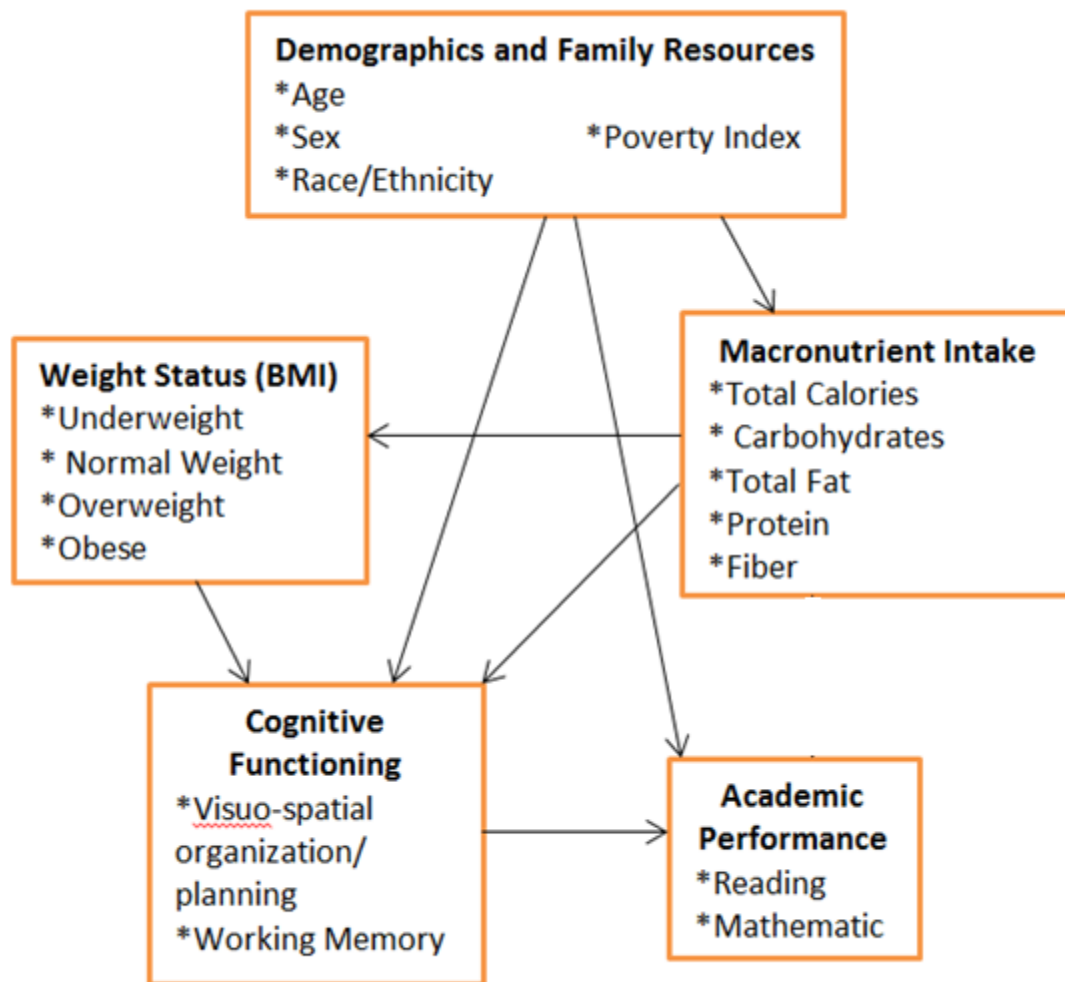 Demographics and Family Resources
*Age
*Sex *Poverty Index
*Race/Ethnicity
Weight Status (BMI)
*Underweight
* Normal Weight
*Overweight
*Obese
Macronutrient Intake
*Total Calories
* Carbohydrates
*Total Fat
*Protein
*Fiber
Cognitive
Functioning
*Visuo-spatial
organization/
planning
*Working Memory
Academic
Performance
*Reading
*Mathematic